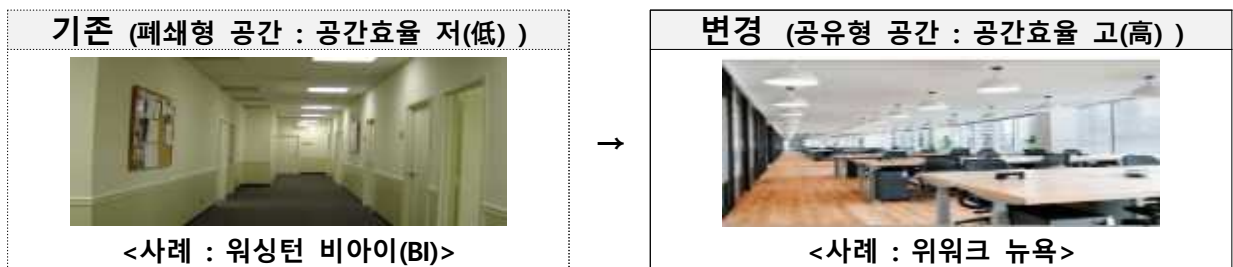 기존 (폐쇄형 공간 : 공간효율 저(低) )
<사례 : 워싱턴 비아이(BI)>
→
변경 (공유형 공간 : 공간효율 고(高) )
<사례 : 위워크 뉴욕>